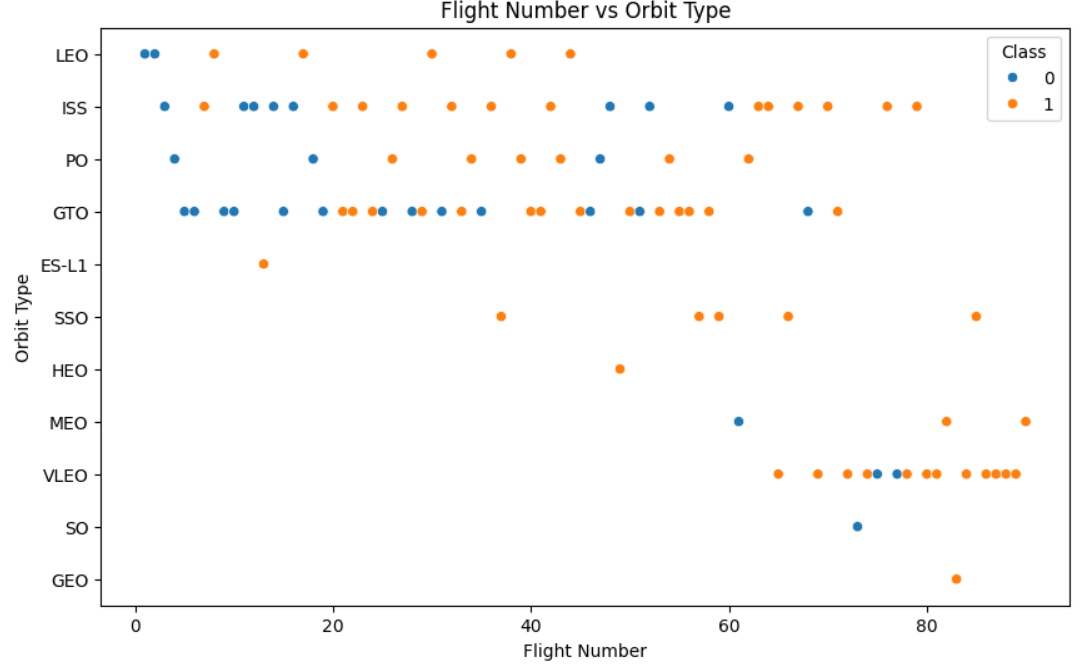 Flight Number vs Orbit Type
Class
0
1
LEO
ISS
PO
GTO
ES-L1
SSO
HEO
MEO
VLEO
SO
GEO
Orbit Type
0 20 40 60 80
Flight Number